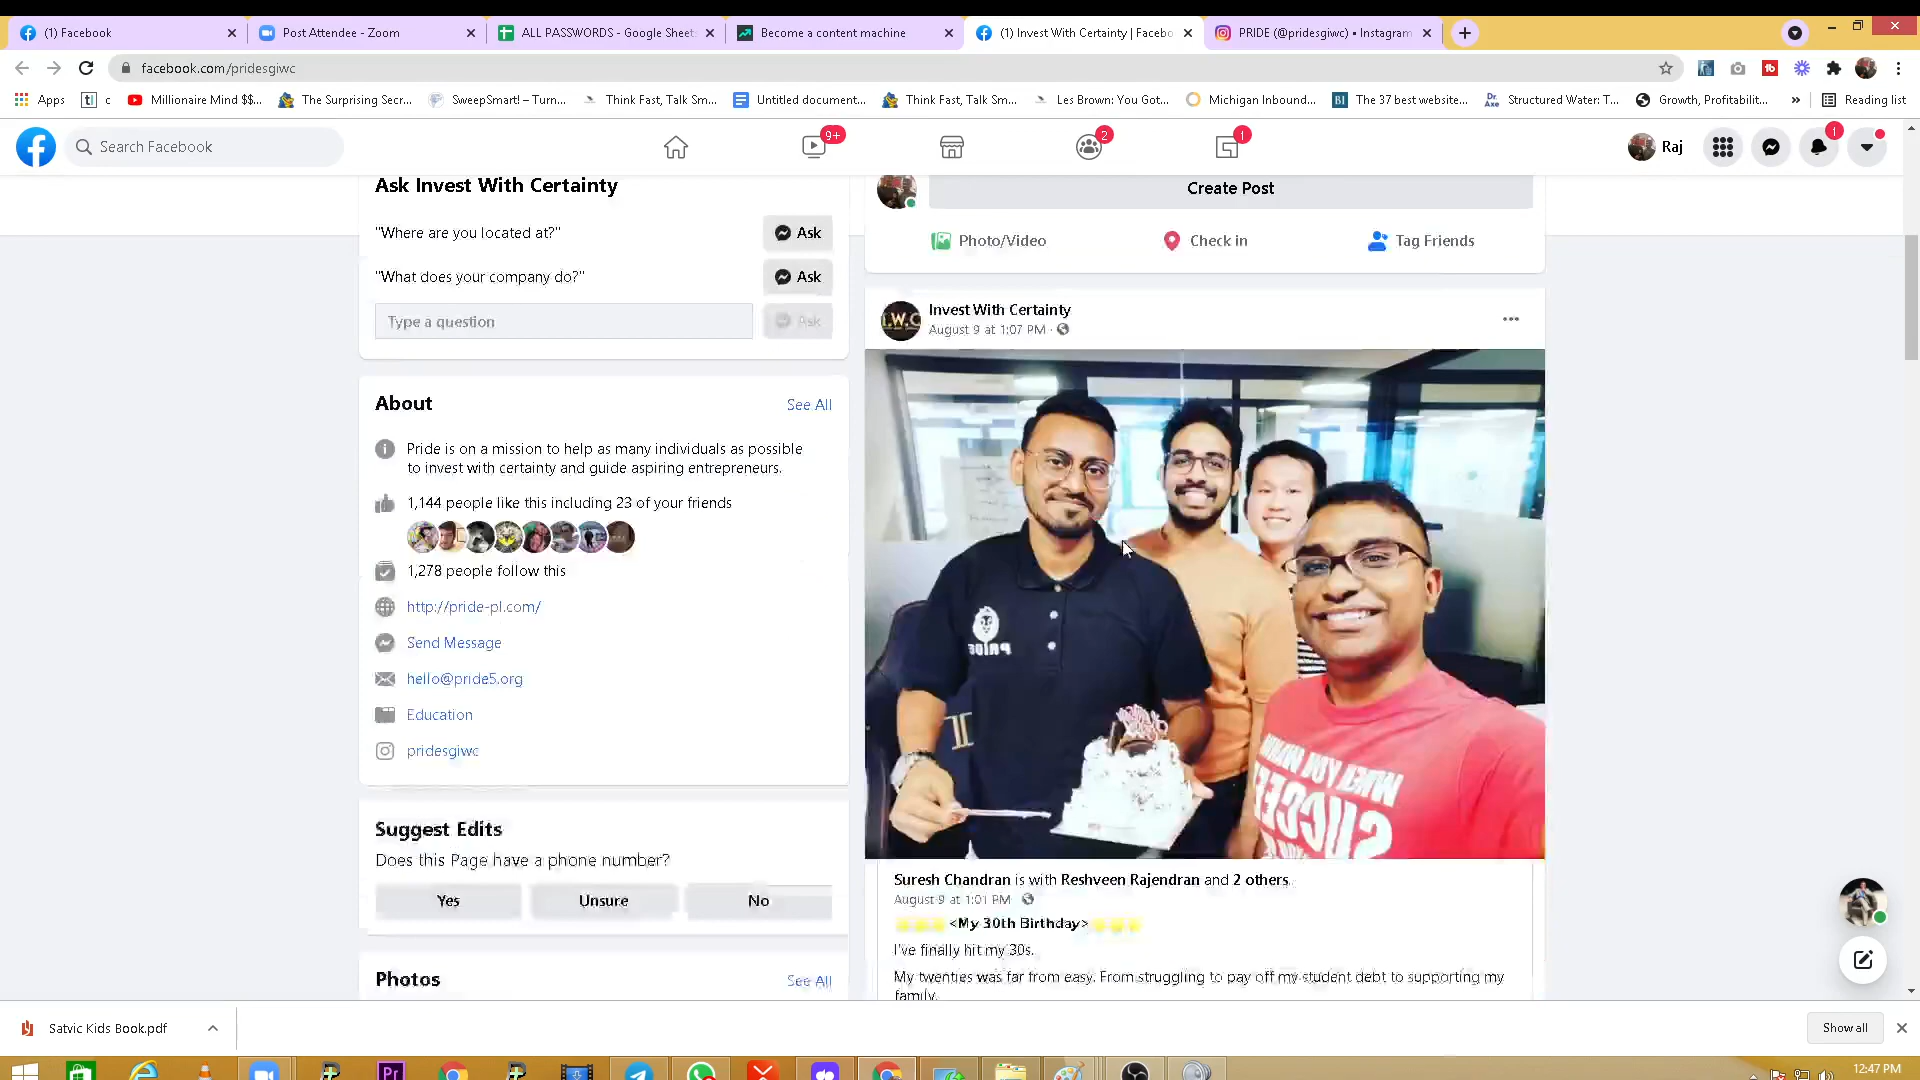 (1) Facebook
Post Attendee - Zoom
ALL PASSWORDS - Google Sheets
Become a content machine
(1) Invest With Certainty | Facebo
PRIDE (@pridesgiwc) • Instagram
facebook.com/pridesgiwc
Apps
c
Millionaire Mind $$...
The Surprising Secr...
SweepSmart! – Turn...
Think Fast, Talk Sm...
Untitled document...
Think Fast, Talk Sm...
Les Brown: You Got...
Michigan Inbound...
The 37 best website...
Structured Water: T...
Growth, Profitabilit...
»
Reading list
Search Facebook
9+
2
1
Raj
1
Ask Invest With Certainty
"Where are you located at?"
Ask
"What does your company do?"
Ask
Type a question
Ask
About
See All
Pride is on a mission to help as many individuals as possible
to invest with certainty and guide aspiring entrepreneurs.
1,144 people like this including 23 of your friends
1,278 people follow this
http://pride-pl.com/
Send Message
hello@pride5.org
Education
pridesgiwc
Suggest Edits
Does this Page have a phone number?
Yes
Unsure
No
Photos
See All
Create Post
Photo/Video
Check in
Tag Friends
I.W.C
Invest With Certainty
August 9 at 1:07 PM ·
PRIDE
Suresh Chandran is with Reshveen Rajendran and 2 others.
August 9 at 1:01 PM ·
<My 30th Birthday>
I've finally hit my 30s.
My twenties was far from easy. From struggling to pay off my student debt to supporting my
family.
Satvic Kids Book.pdf
Show all
12:47 PM